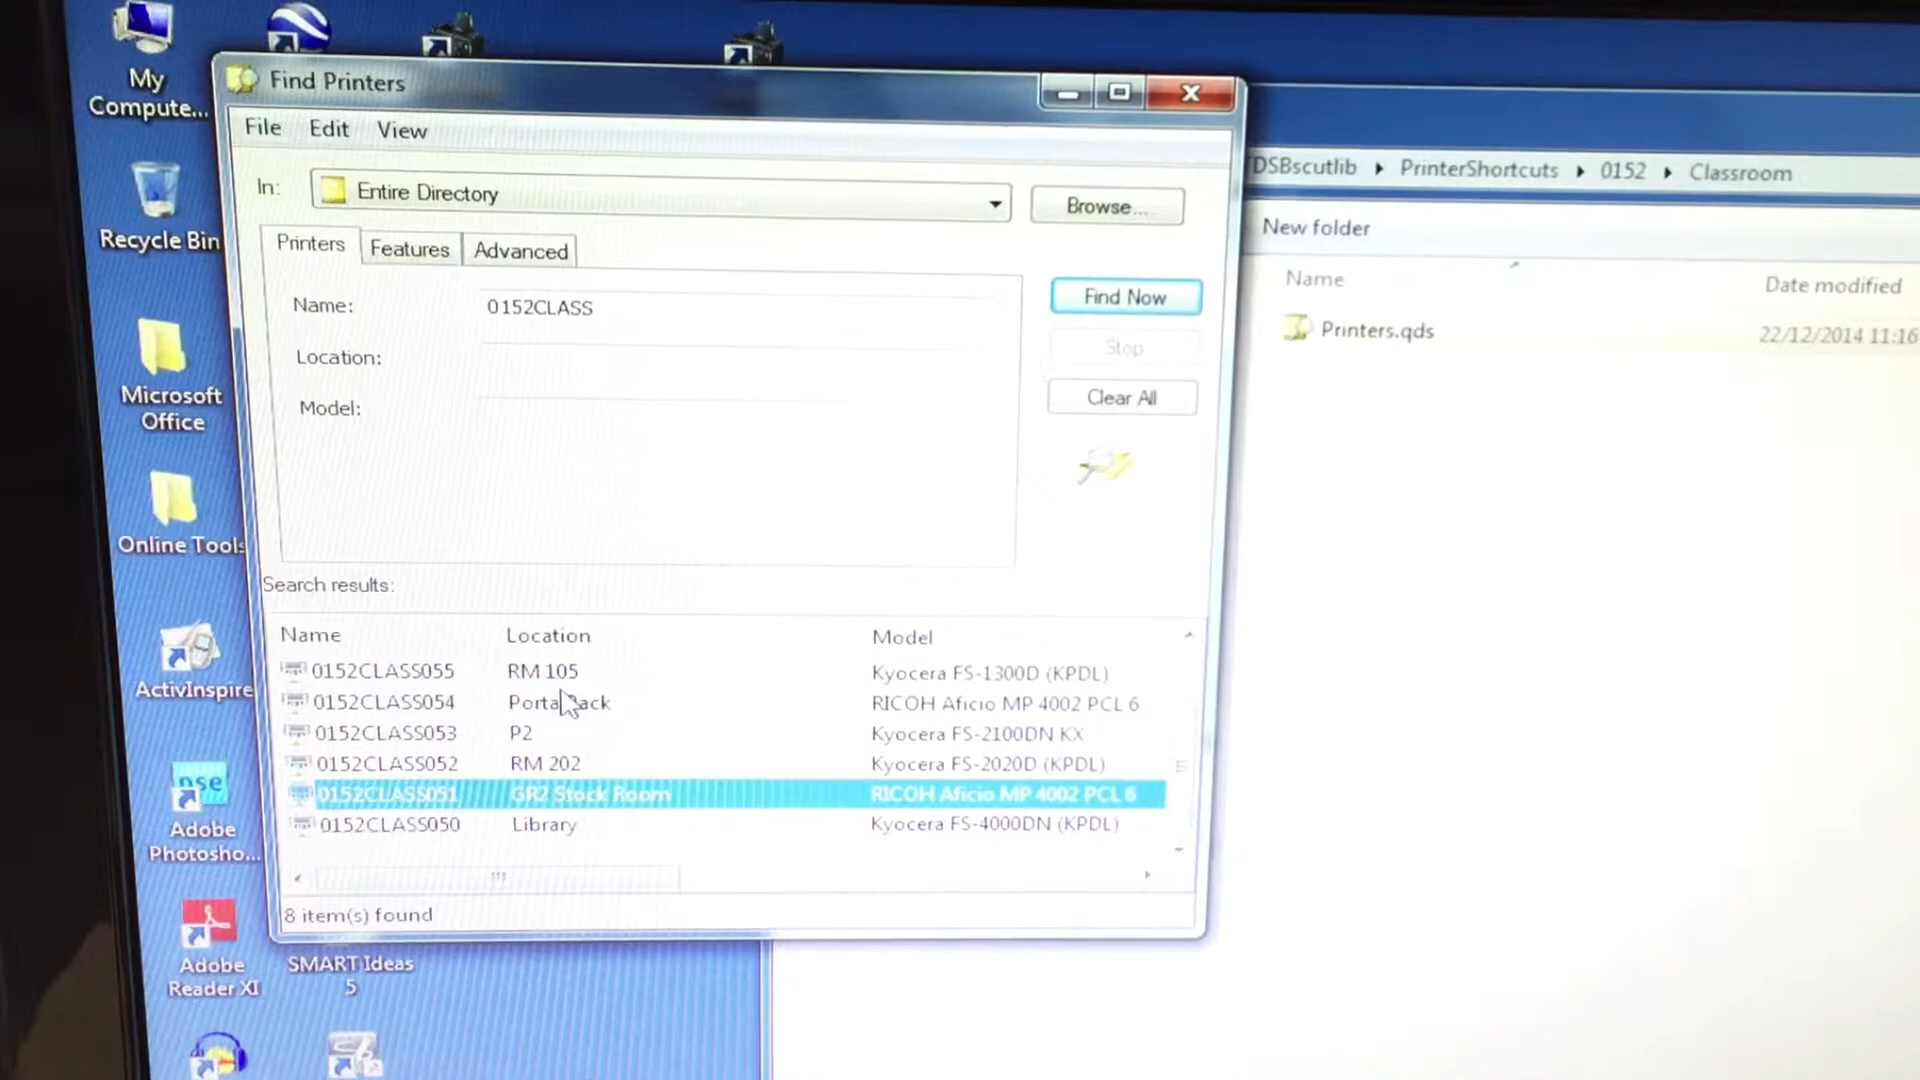 My
Compute...
Recycle Bin
Microsoft
Office
Online Tools
ActivInspire
nse
Adobe
Photosho...
Adobe
Reader XI
SMART Ideas
5
Find Printers
File Edit View
In: Entire Directory Browse...
Printers Features Advanced
Name: 0152CLASS Find Now
Location: Stop
Model: Clear All
Search results:
Name Location Model
0152CLASS055 RM 105 Kyocera FS-1300D (KPDL)
0152CLASS054 RICOH Aficio MP 4002 PCL 6
0152CLASS053 P2 Kyocera FS-2100DN KX
0152CLASS052 RM 202 Kyocera FS-2020D (KPDL)
0152CLASS051 GR2 Stock Room RICOH Aficio MP 4002 PCL 6
0152CLASS050 Library Kyocera FS-4000DN (KPDL)
8 item(s) found
DSBscutlib PrinterShortcuts 0152 Classroom
New folder
Name Date modified
Printers.qds 22/12/2014 11:16